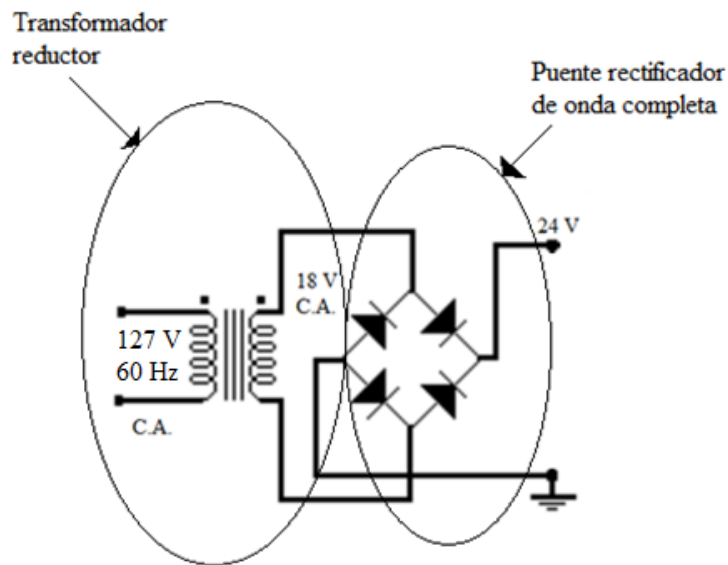 Transformador
reductor
Puente rectificador
de onda completa
24 V
18 V
C.A.
127 V
60 Hz
C.A.